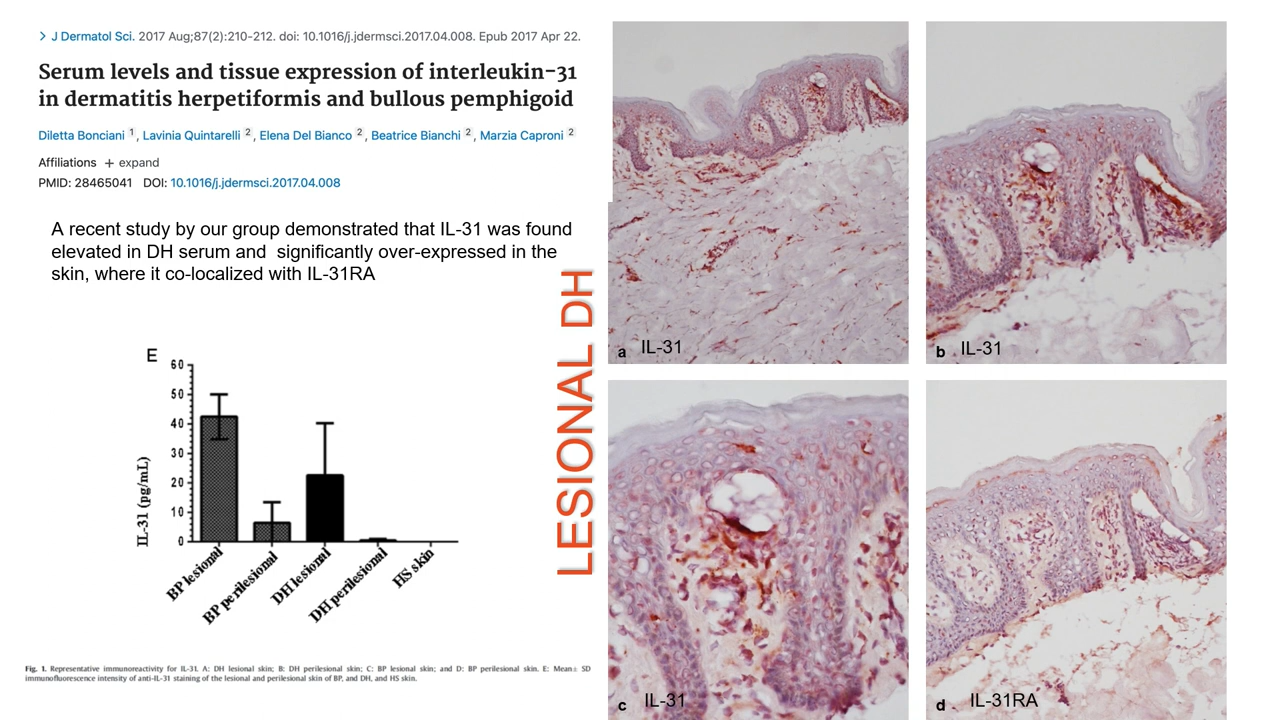 > J Dermatol Sci. 2017 Aug;87(2):210-212. doi: 10.1016/j.jdermsci.2017.04.008. Epub 2017 Apr 22.
Serum levels and tissue expression of interleukin-31
in dermatitis herpetiformis and bullous pemphigoid
Diletta Bonciani 1, Lavinia Quintarelli 2, Elena Del Bianco 2, Beatrice Bianchi 2, Marzia Caproni 2
Affiliations + expand
PMID: 28465041 DOI: 10.1016/j.jdermsci.2017.04.008
A recent study by our group demonstrated that IL-31 was found
elevated in DH serum and significantly over-expressed in the
skin, where it co-localized with IL-31RA
E
IL-31 (pg/mL)
60
50
40
30
20
10
0
BP lesional
BP perilesional
DH lesional
DH perilesional
HS skin
Fig. 1. Representative immunoreactivity for IL-31. A: DH lesional skin; B: DH perilesional skin; C: BP lesional skin; and D: BP perilesional skin. E: Mean± SD
immunofluorescence intensity of anti-IL-31 staining of the lesional and perilesional skin of BP, and DH, and HS skin.
LESIONAL DH
a IL-31
b IL-31
c IL-31
d IL-31RA